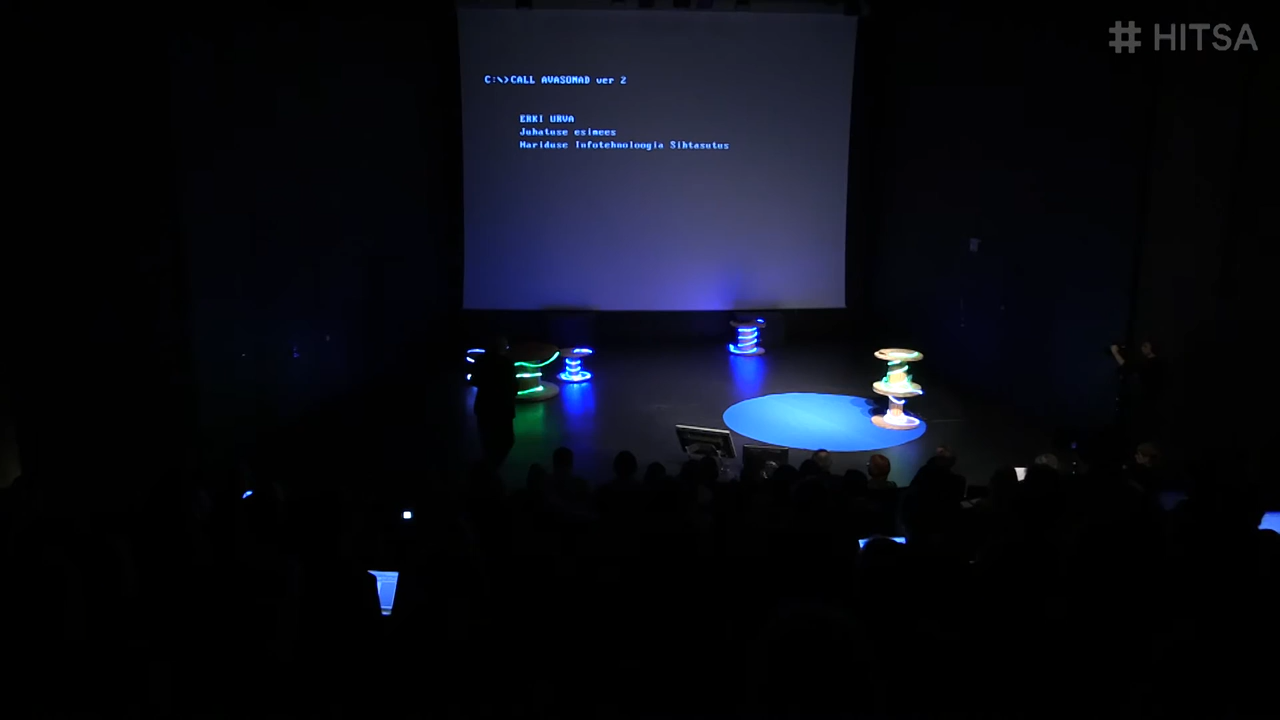 # HITSA
C:\>CALL AVASONAD ver 2
ERKI URVA
Juhatuse esimees
Hariduse Infotehnoloogia Sihtasutus